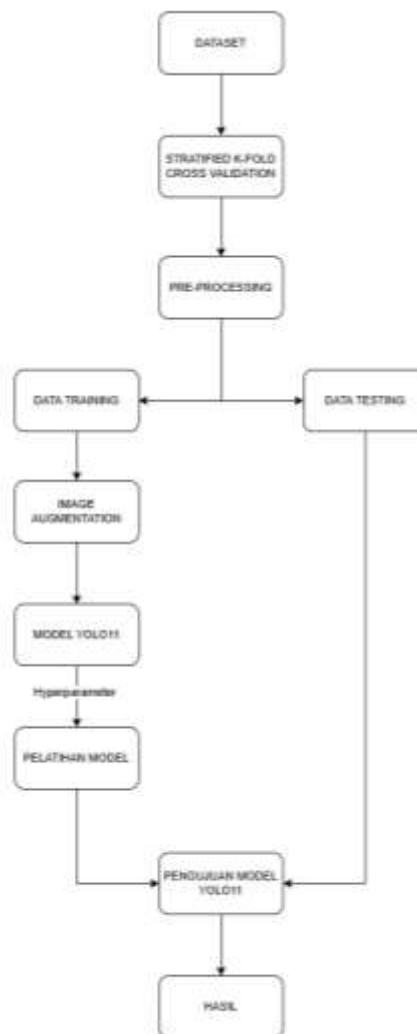 DATASET
STRATIFIED K-FOLD
CROSS VALIDATION
PRE-PROCESSING
DATA TRAINING
DATA TESTING
IMAGE
AUGMENTATION
MODEL YOLO11
Hyperparameter
PELATIHAN MODEL
PENGUJIAN MODEL
YOLO11
HASIL